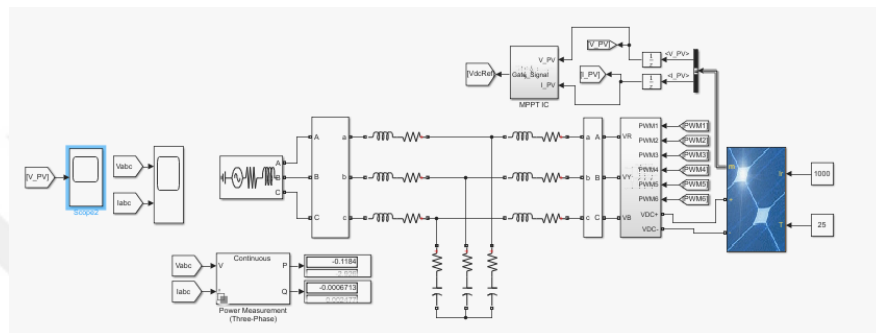 [V_PV]
Scope2
Vabc
Iabc
Vabc
Iabc
Continuous
V
P
Q
-0.1184
-0.0006713
Power Measurement
(Three-Phase)
A
B
C
A
B
C
a
b
c
[VdcRef]
V_PV
Gate_Signal
I_PV
MPPT IC
[V_PV]
[I_PV]
1
z
1
z
<V_PV>
<I_PV>
a
b
c
A
B
C
VR
VY
VB
PWM1
PWM2
PWM3
PWM4
PWM5
PWM6
VDC+
VDC-
[PWM1]
[PWM2]
[PWM3]
[PWM4]
[PWM5]
[PWM6]
m
+
-
Ir
T
1000
25